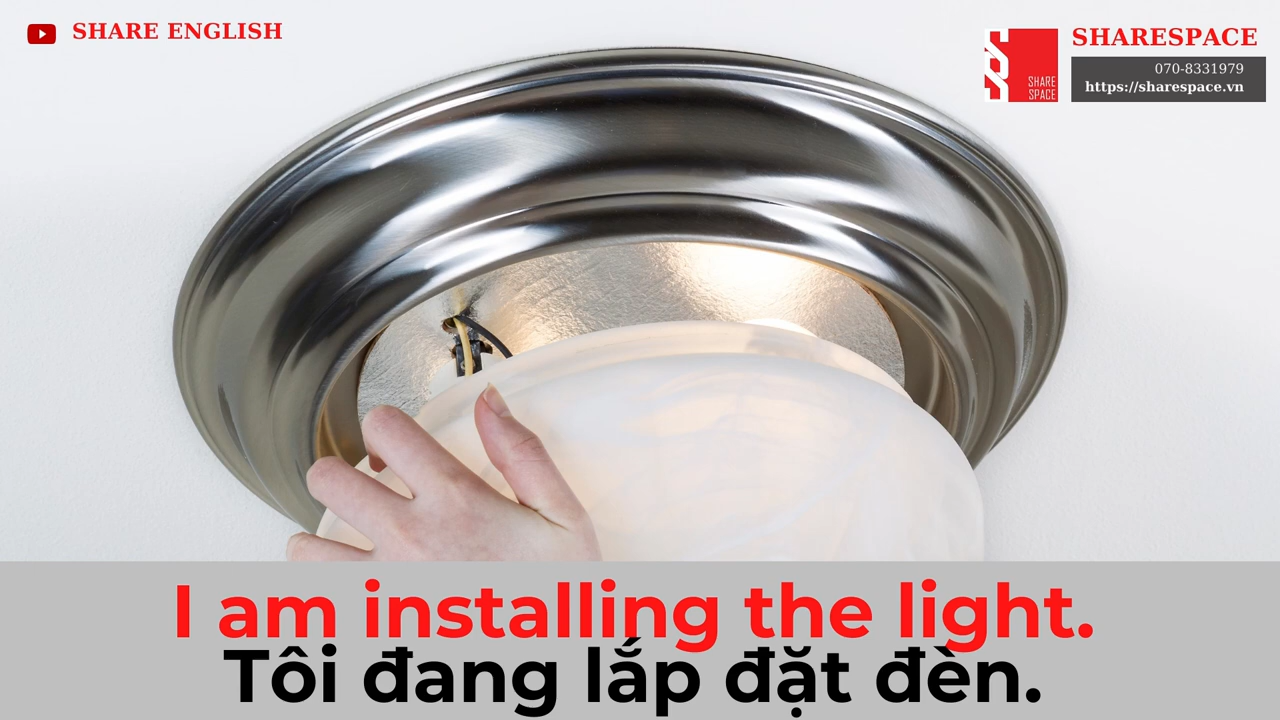 SHARE ENGLISH
SHARESPACE
SHARE
SPACE
070-8331979
https://sharespace.vn
I am installing the light.
Tôi đang lắp đặt đèn.